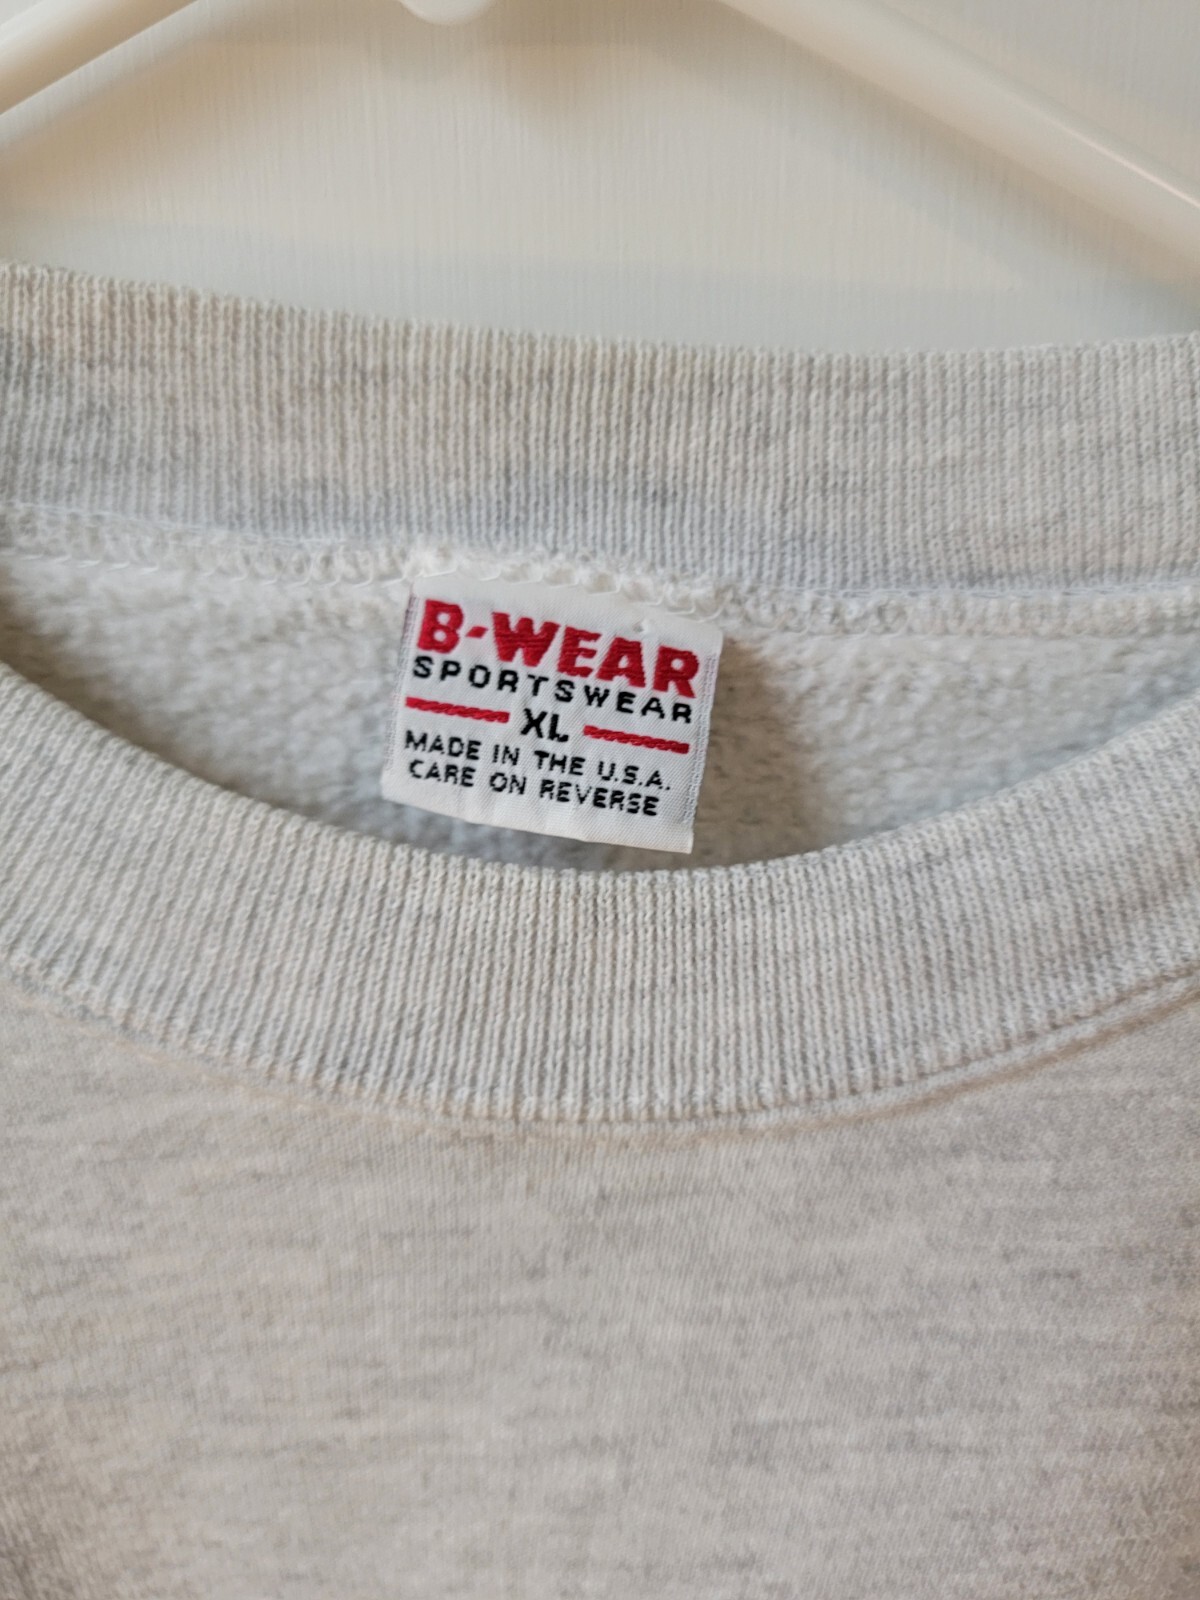 B-WEAR
SPORTSWEAR
XL
MADE IN THE U.S.A.
CARE ON REVERSE